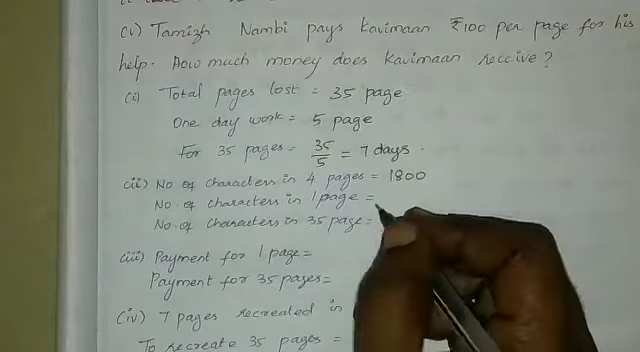 (v) Tamizh Nambi pays Kavimaan ₹100 per page for his
help. How much money does Kavimaan receive?
(i) Total pages lost = 35 page
One day work = 5 page
For 35 pages = 35/5 = 7 days.
(ii) No of characters in 4 pages = 1800
No. of characters in 1 page =
No. of characters in 35 page =
(iii) Payment for 1 page =
Payment for 35 pages =
(iv) 7 pages recreated in
To recreate 35 pages =